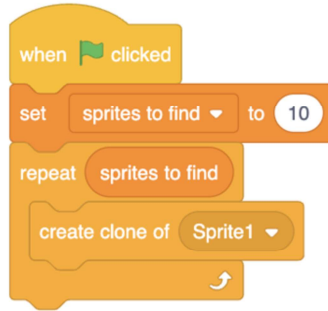 when clicked
set sprites to find to 10
repeat sprites to find
create clone of Sprite1